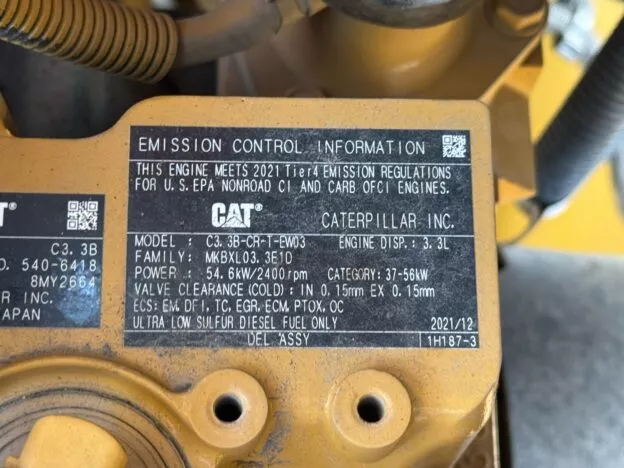 EMISSION CONTROL INFORMATION
THIS ENGINE MEETS 2021 Tier4 EMISSION REGULATIONS
FOR U.S. EPA NONROAD CI AND CARB OFCI ENGINES.
CAT® CATERPILLAR INC.
MODEL : C3.3B-CR-T-EW03 ENGINE DISP.: 3.3L
FAMILY: MKBXL03.3E1D
POWER : 54.6kW/2400rpm CATEGORY: 37-56kW
VALVE CLEARANCE (COLD) : IN 0.15mm EX 0.15mm
ECS: EM, DFI, TC, EGR, ECM, PTOX, OC
ULTRA LOW SULFUR DIESEL FUEL ONLY 2021/12
DEL ASSY 1H187-3
AT®
C3.3B
O. 540-6418
8MY2664
R INC.
JAPAN